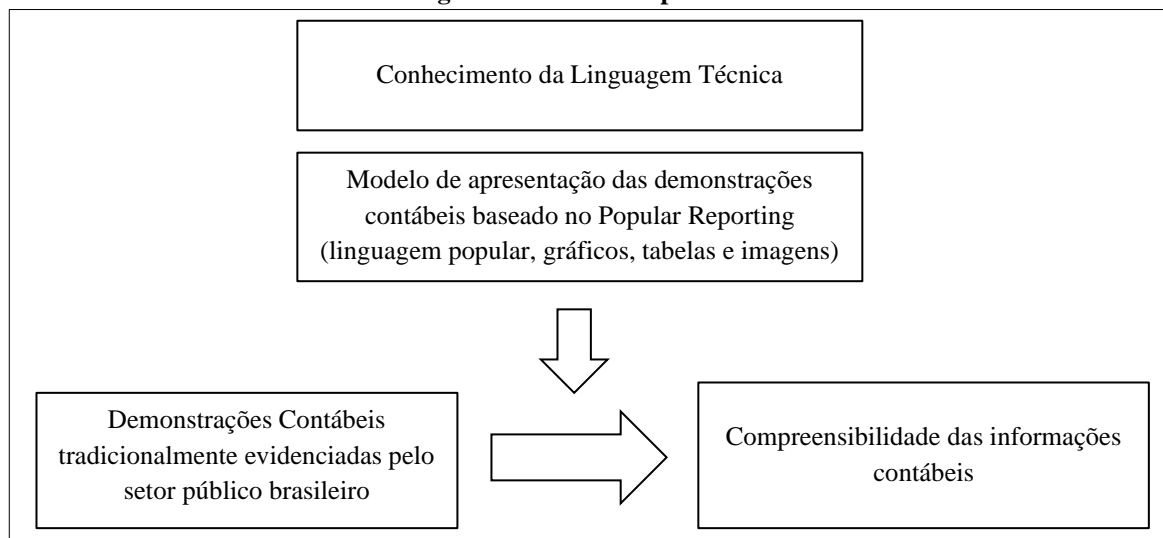 Conhecimento da Linguagem Técnica
Modelo de apresentação das demonstrações
contábeis baseado no Popular Reporting
(linguagem popular, gráficos, tabelas e imagens)
Demonstrações Contábeis
tradicionalmente evidenciadas pelo
setor público brasileiro
Compreensibilidade das informações
contábeis